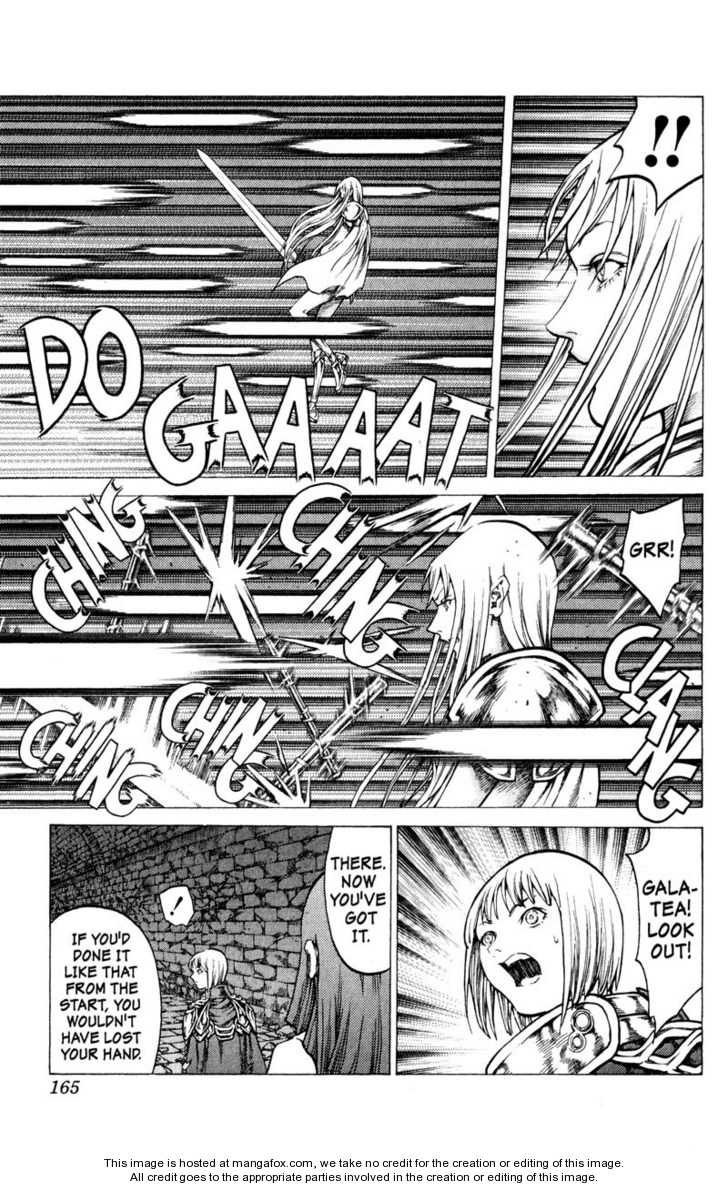 !!
DO
GAAAAT
GRR!
CLANG
CHING
CHING
CHING
CHING
GALA-
TEA!
LOOK
OUT!
THERE.
NOW
YOU'VE
GOT
IT.
!
IF YOU'D
DONE IT
LIKE THAT
FROM THE
START, YOU
WOULDN'T
HAVE LOST
YOUR HAND.
165
This image is hosted at mangafox.com, we take no credit for the creation or editing of this image.
All credit goes to the appropriate parties involved in the creation or editing of this image.